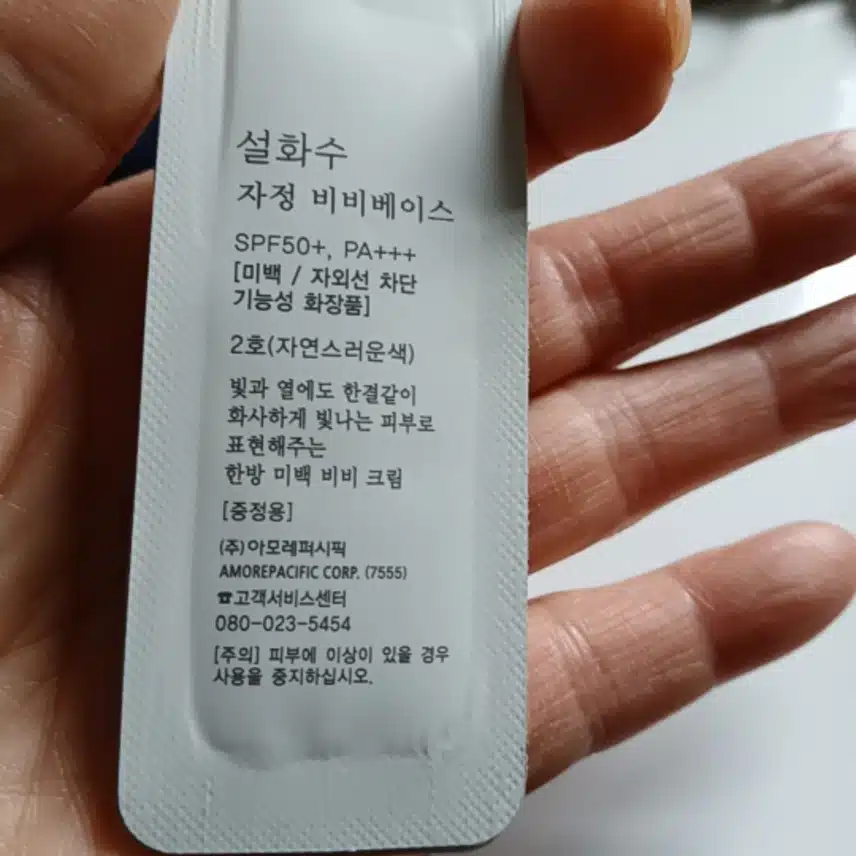 설화수
자정 비비베이스
SPF50+, PA+++
[미백 / 자외선 차단
기능성 화장품]
2호(자연스러운색)
빛과 열에도 한결같이
화사하게 빛나는 피부로
표현해주는
한방 미백 비비 크림
[증정용]
(주)아모레퍼시픽
AMOREPACIFIC CORP. (7555)
☎고객서비스센터
080-023-5454
[주의] 피부에 이상이 있을 경우
사용을 중지하십시오.